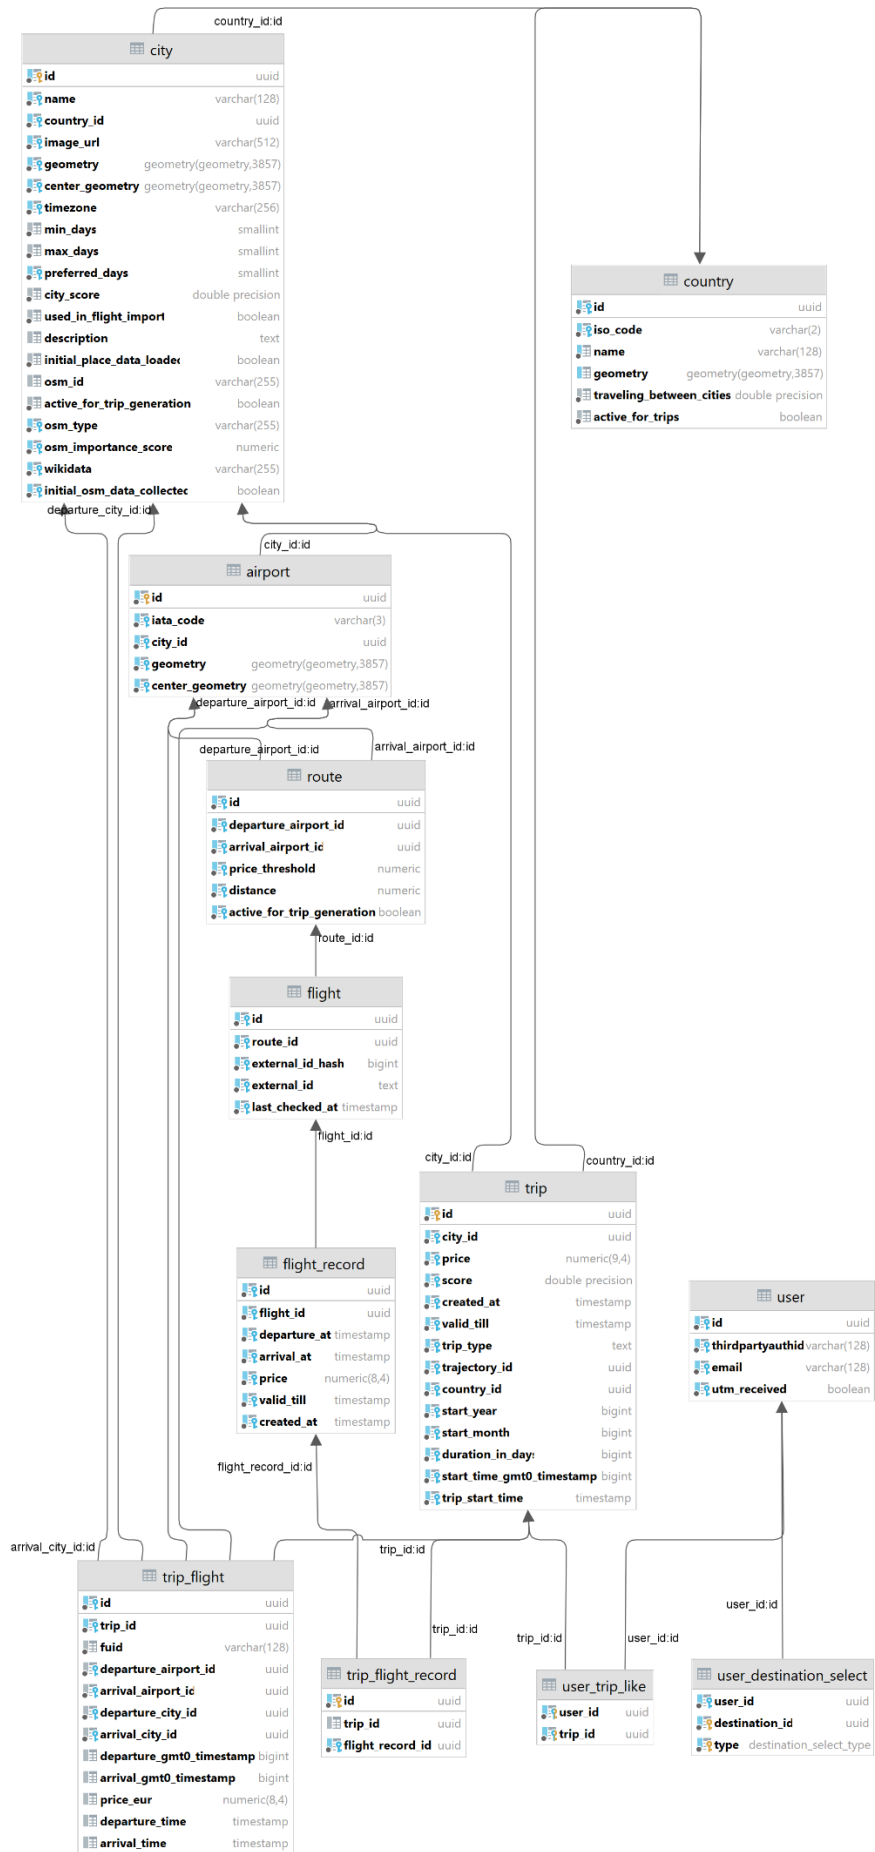 country_id:id
city
id uuid
name varchar(128)
country_id uuid
image_url varchar(512)
geometry geometry(geometry,3857)
center_geometry geometry(geometry,3857)
timezone varchar(256)
min_days smallint
max_days smallint
preferred_days smallint
city_score double precision
used_in_flight_import boolean
description text
initial_place_data_loaded boolean
osm_id varchar(255)
active_for_trip_generation boolean
osm_type varchar(255)
osm_importance_score numeric
wikidata varchar(255)
initial_osm_data_collected boolean
country
id uuid
iso_code varchar(2)
name varchar(128)
geometry geometry(geometry,3857)
traveling_between_cities double precision
active_for_trips boolean
departure_city_id:id
city_id:id
airport
id uuid
iata_code varchar(3)
city_id uuid
geometry geometry(geometry,3857)
center_geometry geometry(geometry,3857)
departure_airport_id:id
arrival_airport_id:id
departure_airport_id:id
arrival_airport_id:id
route
id uuid
departure_airport_id uuid
arrival_airport_id uuid
price_threshold numeric
distance numeric
active_for_trip_generation boolean
route_id:id
flight
id uuid
route_id uuid
external_id_hash bigint
external_id text
last_checked_at timestamp
flight_id:id
city_id:id
country_id:id
trip
id uuid
city_id uuid
price numeric(9,4)
score double precision
created_at timestamp
valid_till timestamp
trip_type text
trajectory_id uuid
country_id uuid
start_year bigint
start_month bigint
duration_in_days bigint
start_time_gmt0_timestamp bigint
trip_start_time timestamp
flight_record
id uuid
flight_id uuid
departure_at timestamp
arrival_at timestamp
price numeric(8,4)
valid_till timestamp
created_at timestamp
user
id uuid
thirdpartyauthid varchar(128)
email varchar(128)
utm_received boolean
flight_record_id:id
arrival_city_id:id
trip_id:id
trip_flight
id uuid
trip_id uuid
fuid varchar(128)
departure_airport_id uuid
arrival_airport_id uuid
departure_city_id uuid
arrival_city_id uuid
departure_gmt0_timestamp bigint
arrival_gmt0_timestamp bigint
price_eur numeric(8,4)
departure_time timestamp
arrival_time timestamp
trip_id:id
trip_flight_record
id uuid
trip_id uuid
flight_record_id uuid
trip_id:id
user_id:id
user_trip_like
user_id uuid
trip_id uuid
user_id:id
user_destination_select
user_id uuid
destination_id uuid
type destination_select_type